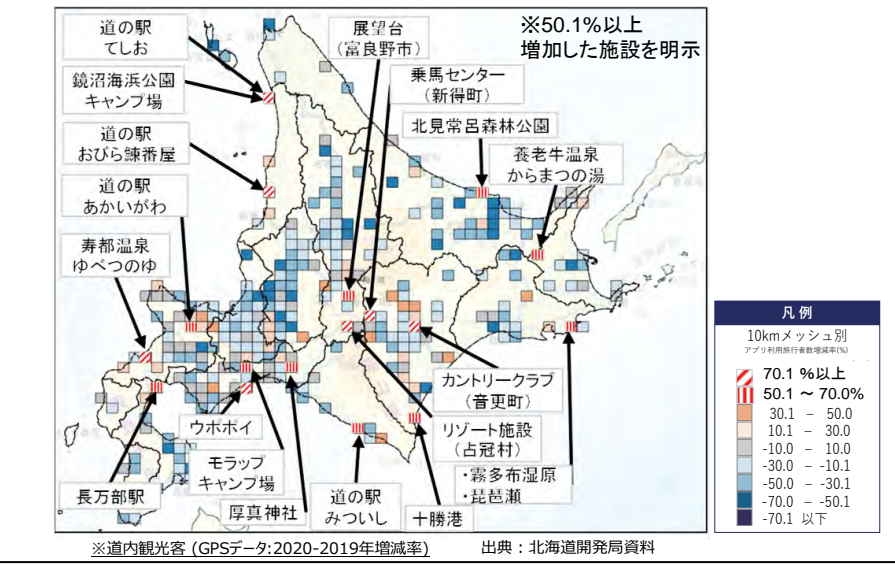 ※50.1%以上
増加した施設を明示
道の駅
てしお
展望台
(富良野市)
鏡沼海浜公園
キャンプ場
乗馬センター
(新得町)
北見常呂森林公園
道の駅
おびら鰊番屋
養老牛温泉
からまつの湯
道の駅
あかいがわ
寿都温泉
ゆべつのゆ
カントリークラブ
(音更町)
ウポポイ
リゾート施設
(占冠村)
モラップ
キャンプ場
・霧多布湿原
・琵琶瀬
長万部駅
厚真神社
道の駅
みついし
十勝港
凡 例
10kmメッシュ別
アプリ利用旅行者数増減率(%)
70.1 %以上
50.1 ～ 70.0%
30.1 – 50.0
10.1 – 30.0
-10.0 – 10.0
-30.0 – -10.1
-50.0 – -30.1
-70.0 – -50.1
-70.1 以下
※道内観光客 (GPSデータ:2020-2019年増減率)
出典：北海道開発局資料